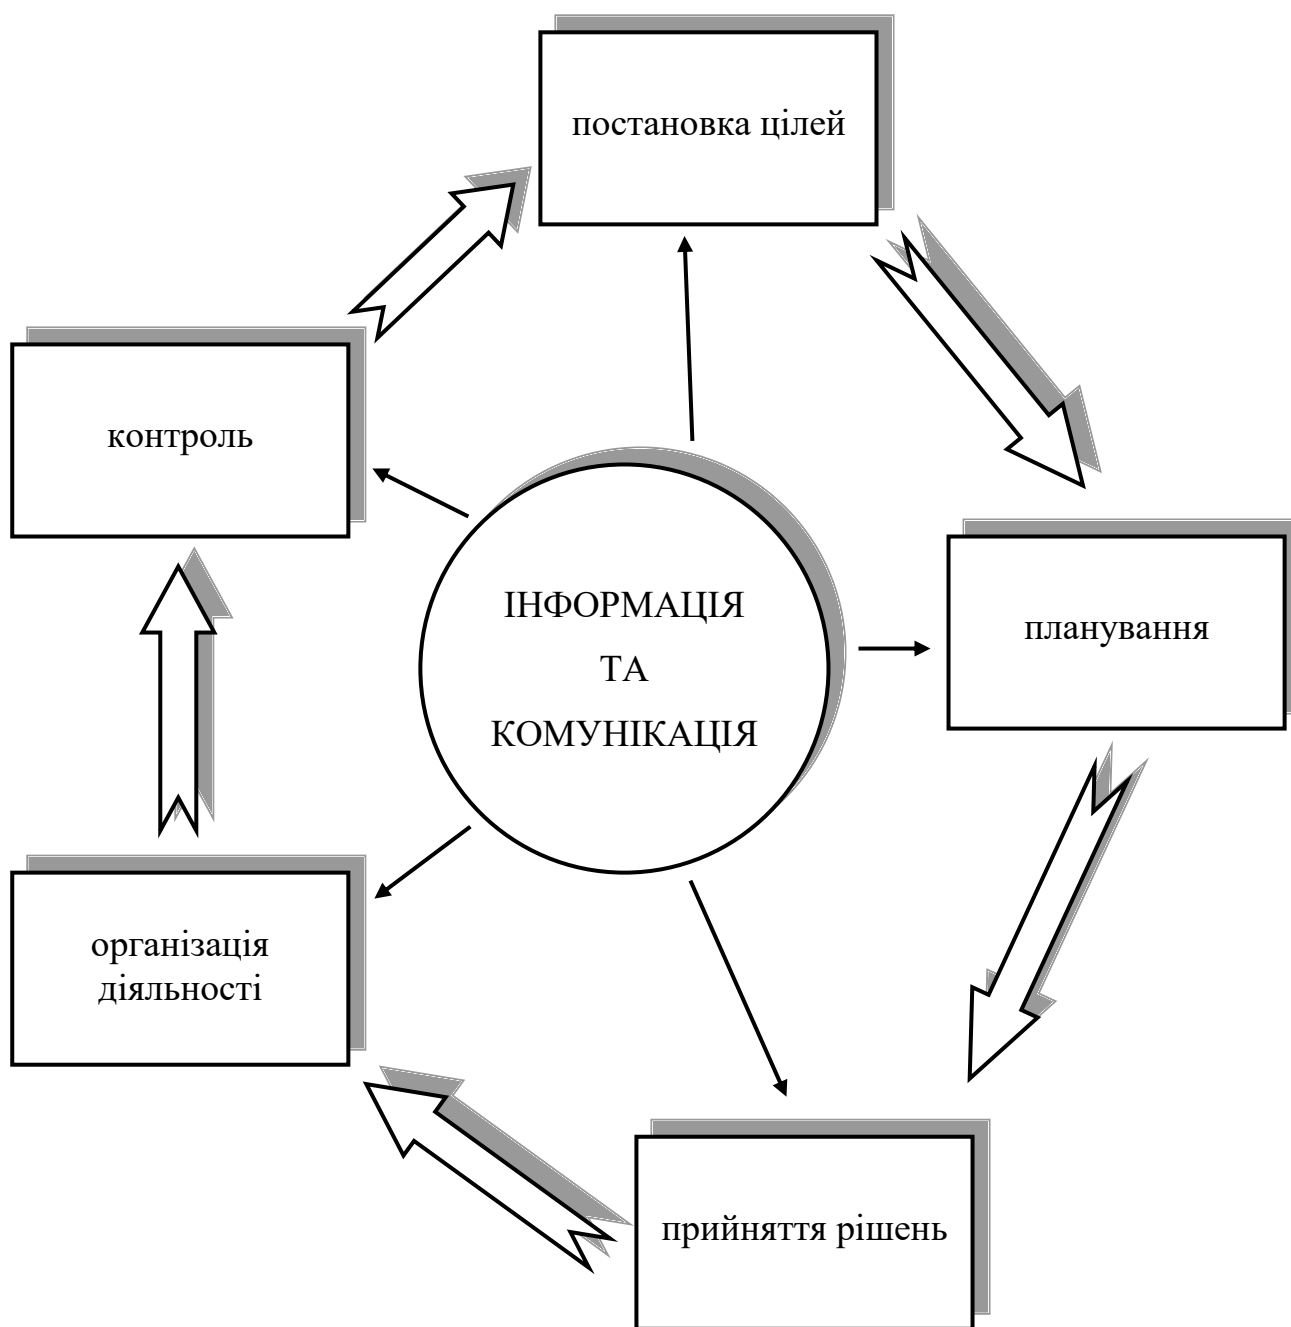 постановка цілей
контроль
ІНФОРМАЦІЯ
ТА
КОМУНІКАЦІЯ
планування
організація
діяльності
прийняття рішень